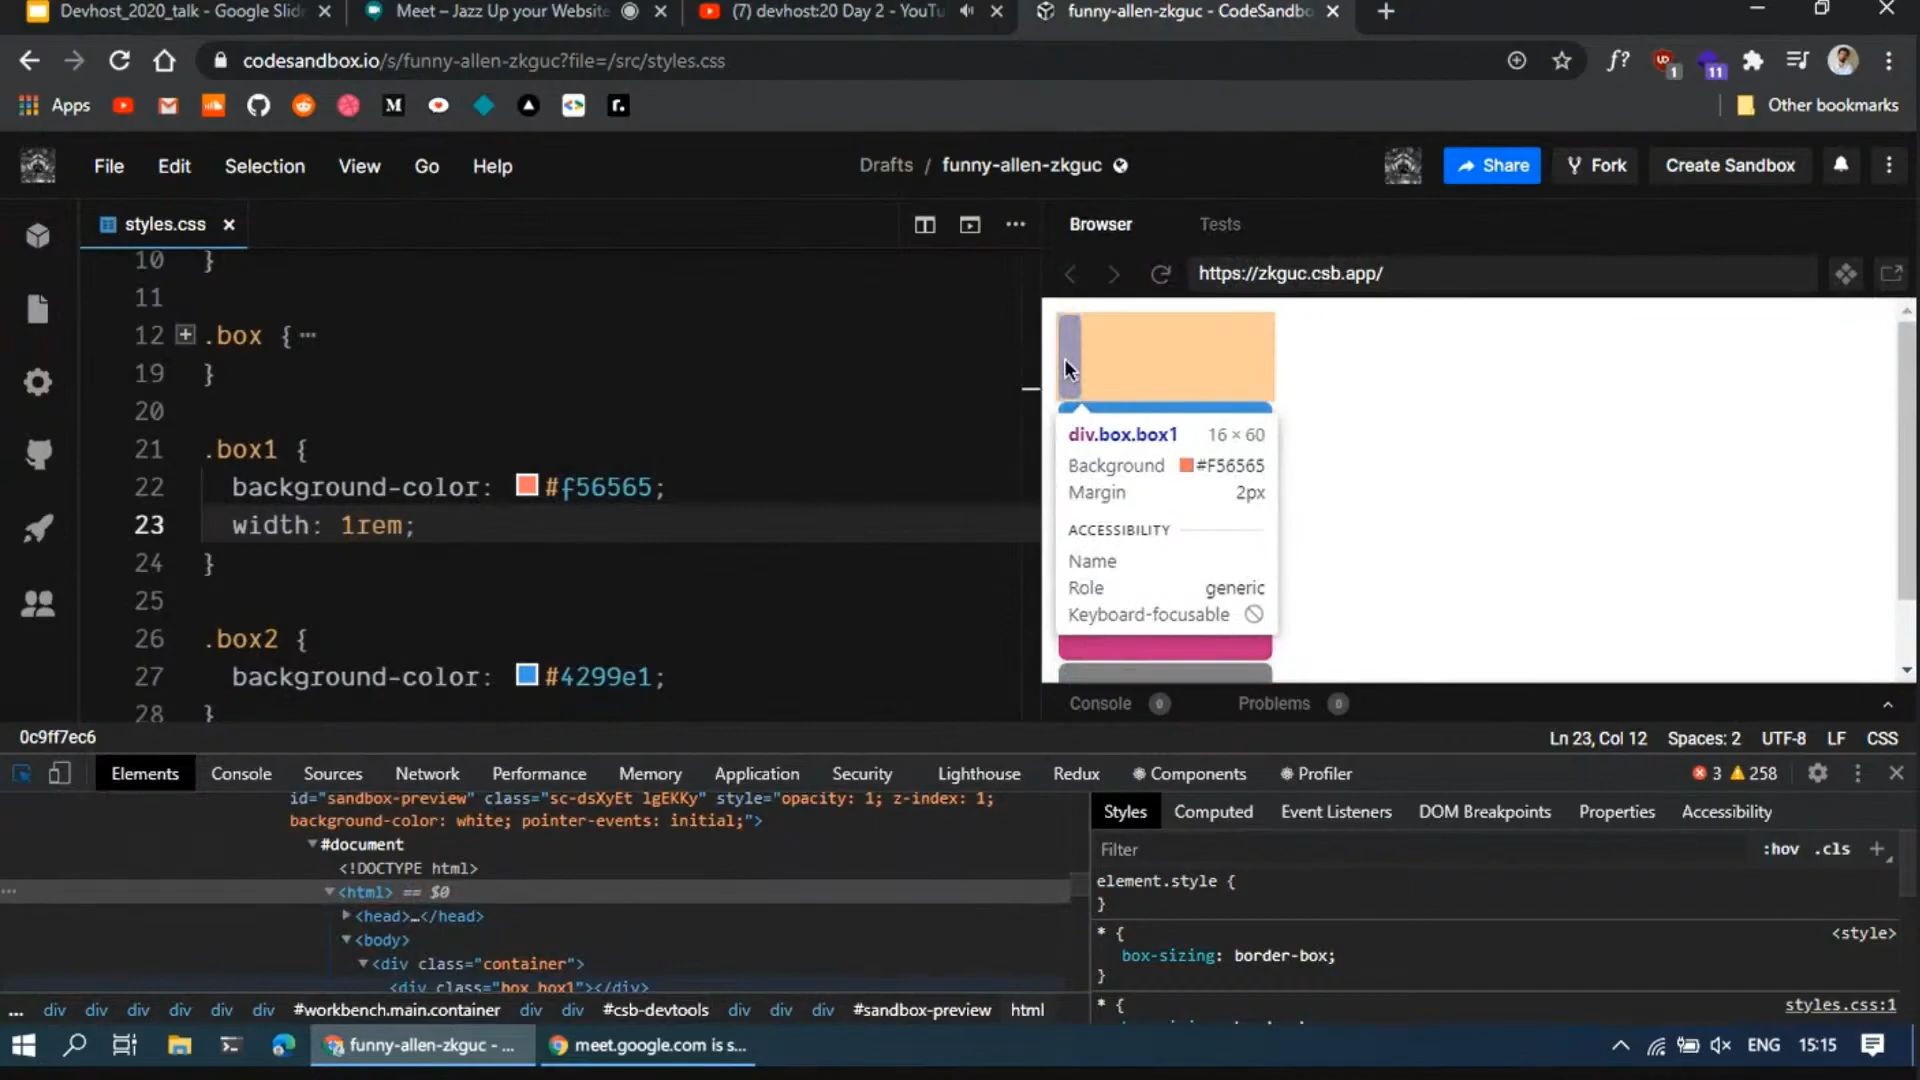 Devhost_2020_talk - Google Slid
Meet – Jazz Up your Website
(7) devhost:20 Day 2 - YouTu
funny-allen-zkguc - CodeSandbo
codesandbox.io/s/funny-allen-zkguc?file=/src/styles.css
f?
1
11
Apps
M
r.
Other bookmarks
File Edit Selection View Go Help
Drafts / funny-allen-zkguc
Share
Fork
Create Sandbox
styles.css
Browser
Tests
https://zkguc.csb.app/
10 }
11
12 .box {
19 }
20
21 .box1 {
22 background-color: #f56565;
23 width: 1rem;
24 }
25
26 .box2 {
27 background-color: #4299e1;
28 }
div.box.box1 16 × 60
Background #F56565
Margin 2px
ACCESSIBILITY
Name
Role generic
Keyboard-focusable
Console 0
Problems 0
0c9ff7ec6
Ln 23, Col 12 Spaces: 2 UTF-8 LF CSS
Elements Console Sources Network Performance Memory Application Security Lighthouse Redux Components Profiler
3 258
id="sandbox-preview" class="sc-dsXyEt lgEKKy" style="opacity: 1; z-index: 1;
background-color: white; pointer-events: initial;">
#document
<!DOCTYPE html>
... <html> == $0
<head>…</head>
<body>
<div class="container">
<div class="box box1"></div>
... div div div div div div #workbench.main.container div div #csb-devtools div div div #sandbox-preview html
Styles Computed Event Listeners DOM Breakpoints Properties Accessibility
Filter
:hov .cls +
element.style {
}
* {
<style>
box-sizing: border-box;
}
* {
styles.css:1
funny-allen-zkguc - ...
meet.google.com is s...
ENG
15:15